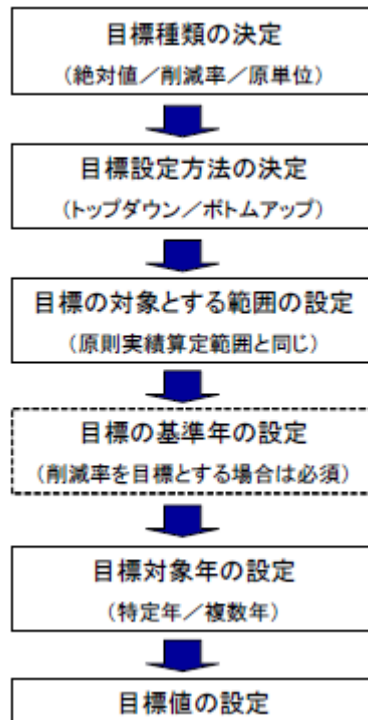 目標種類の決定
（絶対値／削減率／原単位）
目標設定方法の決定
（トップダウン／ボトムアップ）
目標の対象とする範囲の設定
（原則実績算定範囲と同じ）
目標の基準年の設定
（削減率を目標とする場合は必須）
目標対象年の設定
（特定年／複数年）
目標値の設定